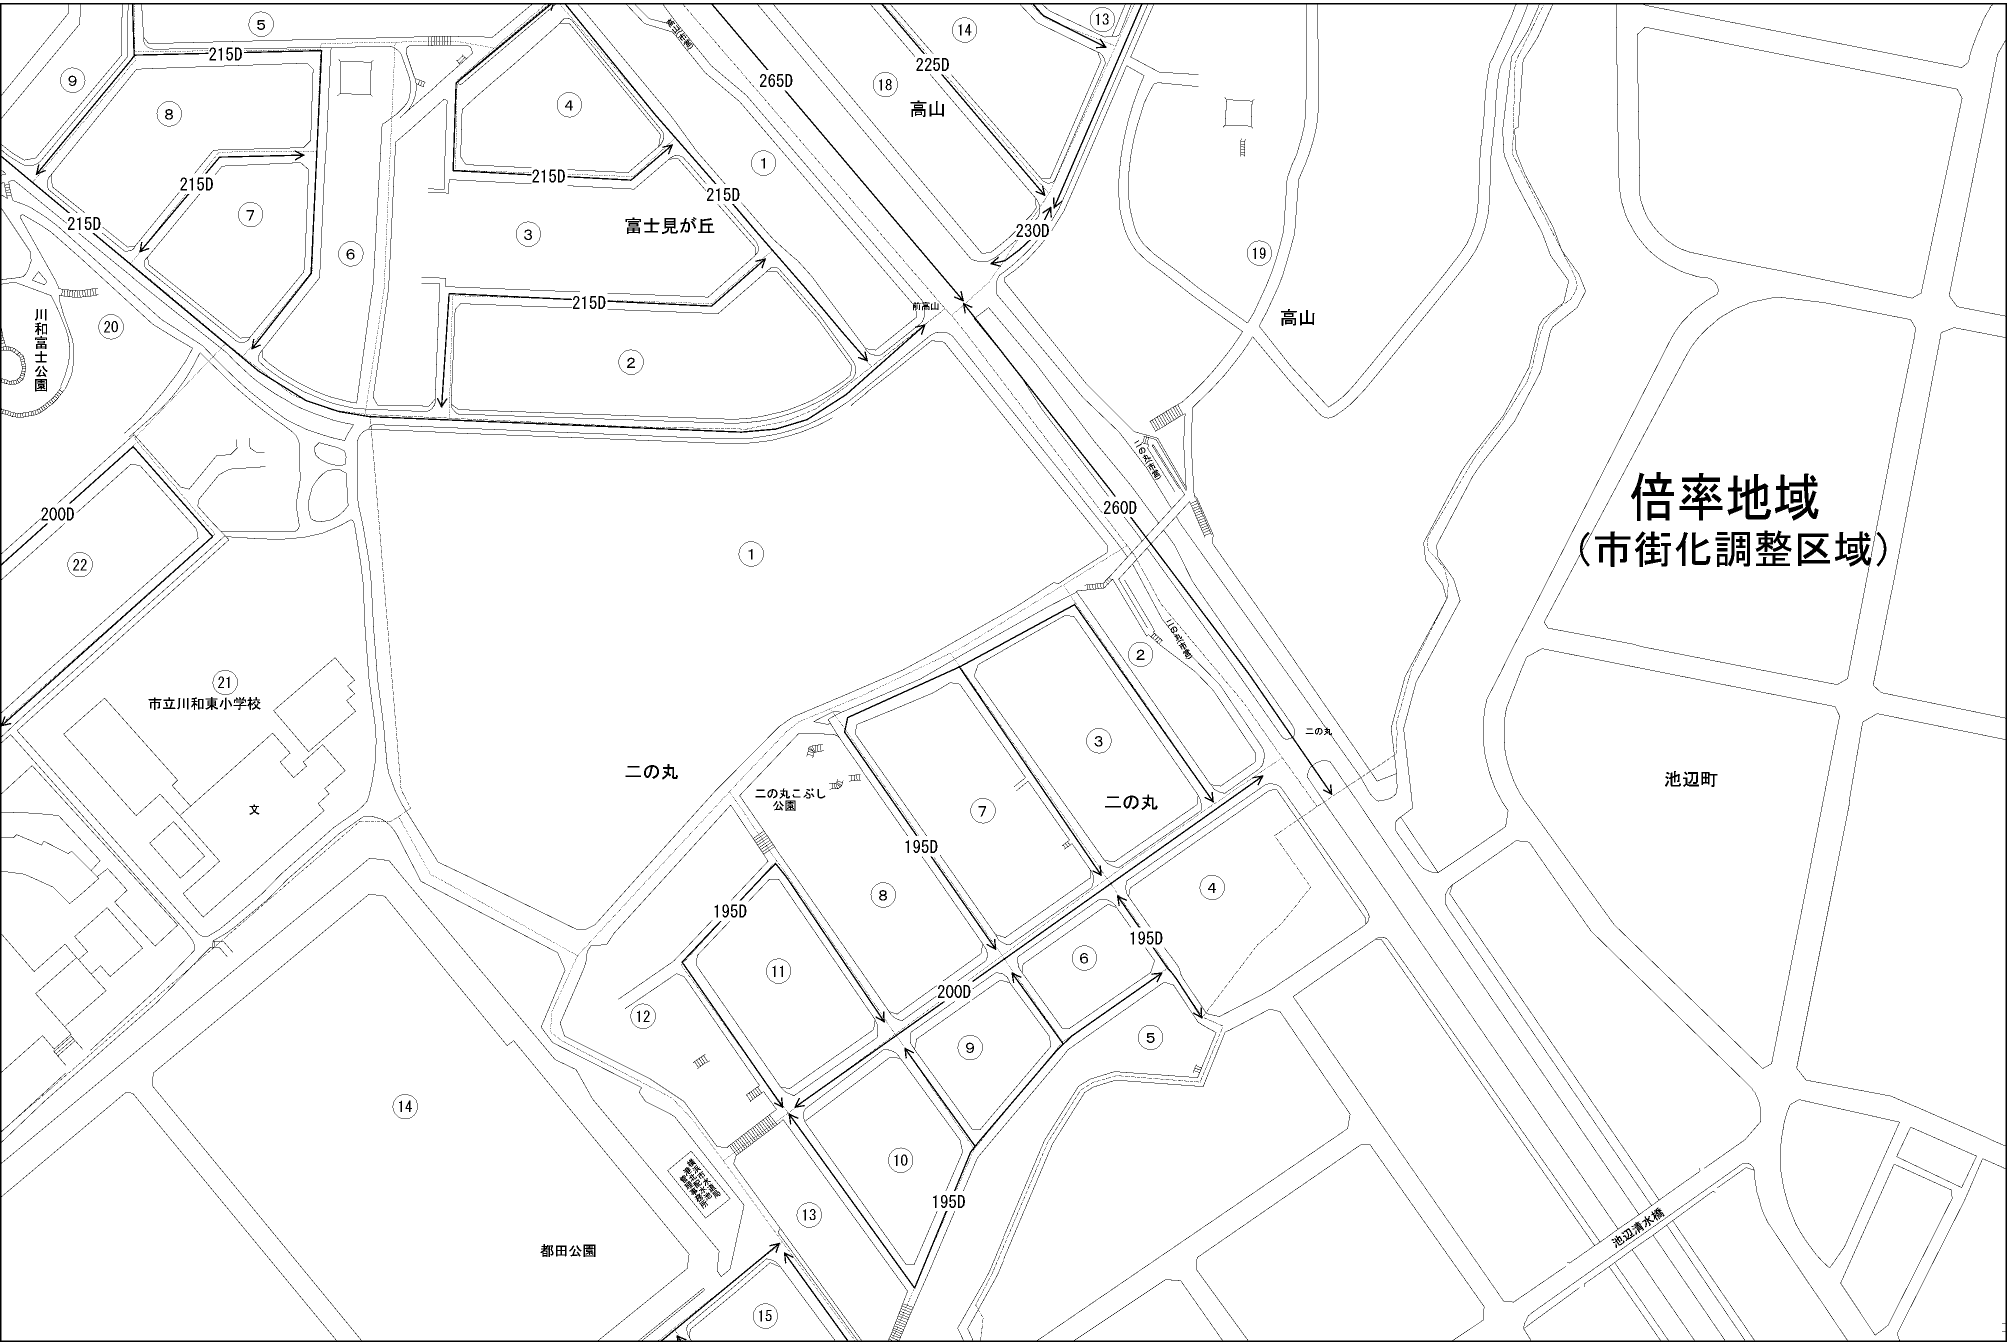 ⑤
⑬
⑭
⑨
215D
265D
225D
⑱
高山
④
⑧
①
215D
215D
215D
⑦
215D
富士見が丘
③
230D
⑥
⑲
215D
前高山
川和富士公園
⑳
高山
②
倍率地域
(市街化調整区域)
260D
200D
①
㉒
②
㉑
市立川和東小学校
二の丸
③
二の丸
二の丸
池辺町
二の丸こぶし
公園
文
⑦
195D
④
⑧
195D
195D
⑥
⑪
200D
⑫
⑤
⑨
⑭
⑩
195D
⑬
池辺清水橋
都田公園
⑮